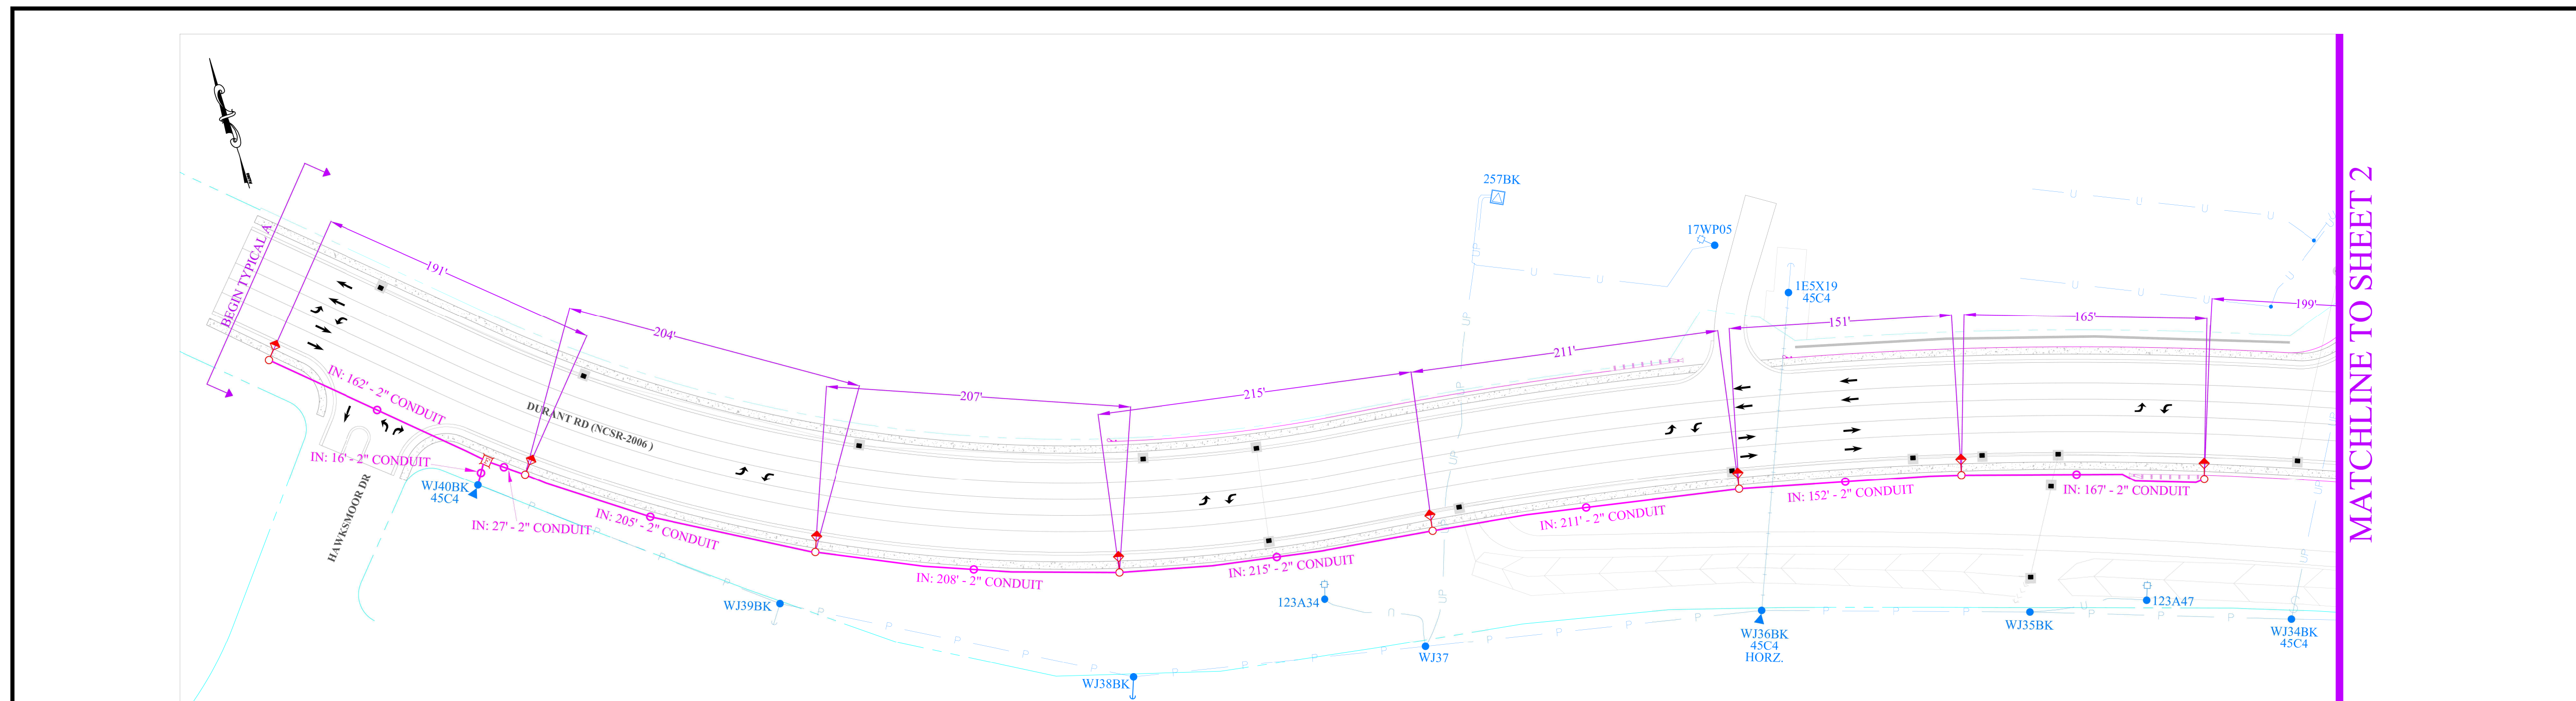 BEGIN TYPICAL A
191'
204'
207'
215'
211'
151'
165'
199'
257BK
17WP05
1E5X19
45C4
IN: 162' - 2" CONDUIT
IN: 16' - 2" CONDUIT
WJ40BK
45C4
HAWKSMOOR DR
IN: 27' - 2" CONDUIT
DURANT RD (NCSR-2006 )
IN: 205' - 2" CONDUIT
IN: 208' - 2" CONDUIT
IN: 215' - 2" CONDUIT
IN: 211' - 2" CONDUIT
IN: 152' - 2" CONDUIT
IN: 167' - 2" CONDUIT
WJ39BK
WJ38BK
123A34
WJ37
WJ36BK
45C4
HORZ.
WJ35BK
123A47
WJ34BK
45C4
MATCHLINE TO SHEET 2